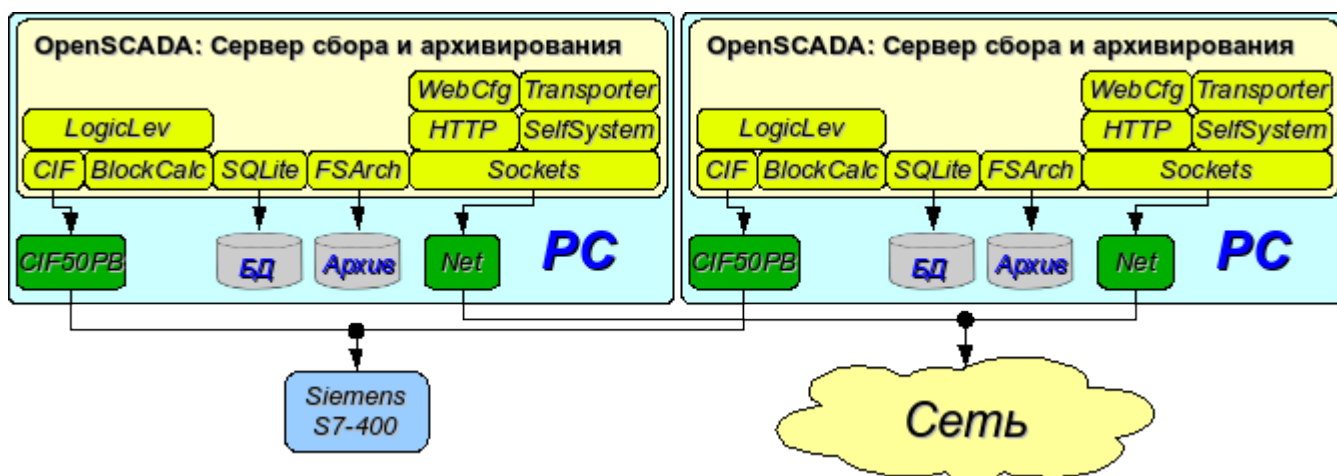 OpenSCADA: Сервер сбора и архивирования
WebCfg Transporter
LogicLev HTTP SelfSystem
CIF BlockCalc SQLite FSArch Sockets
CIF50PB БД Архив Net PC
OpenSCADA: Сервер сбора и архивирования
WebCfg Transporter
LogicLev HTTP SelfSystem
CIF BlockCalc SQLite FSArch Sockets
CIF50PB БД Архив Net PC
Siemens
S7-400
Сеть